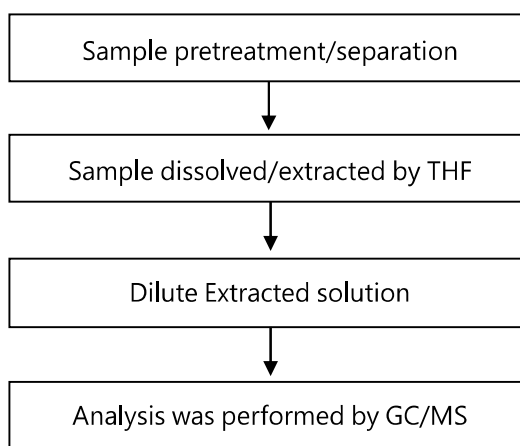 Sample pretreatment/separation
Sample dissolved/extracted by THF
Dilute Extracted solution
Analysis was performed by GC/MS